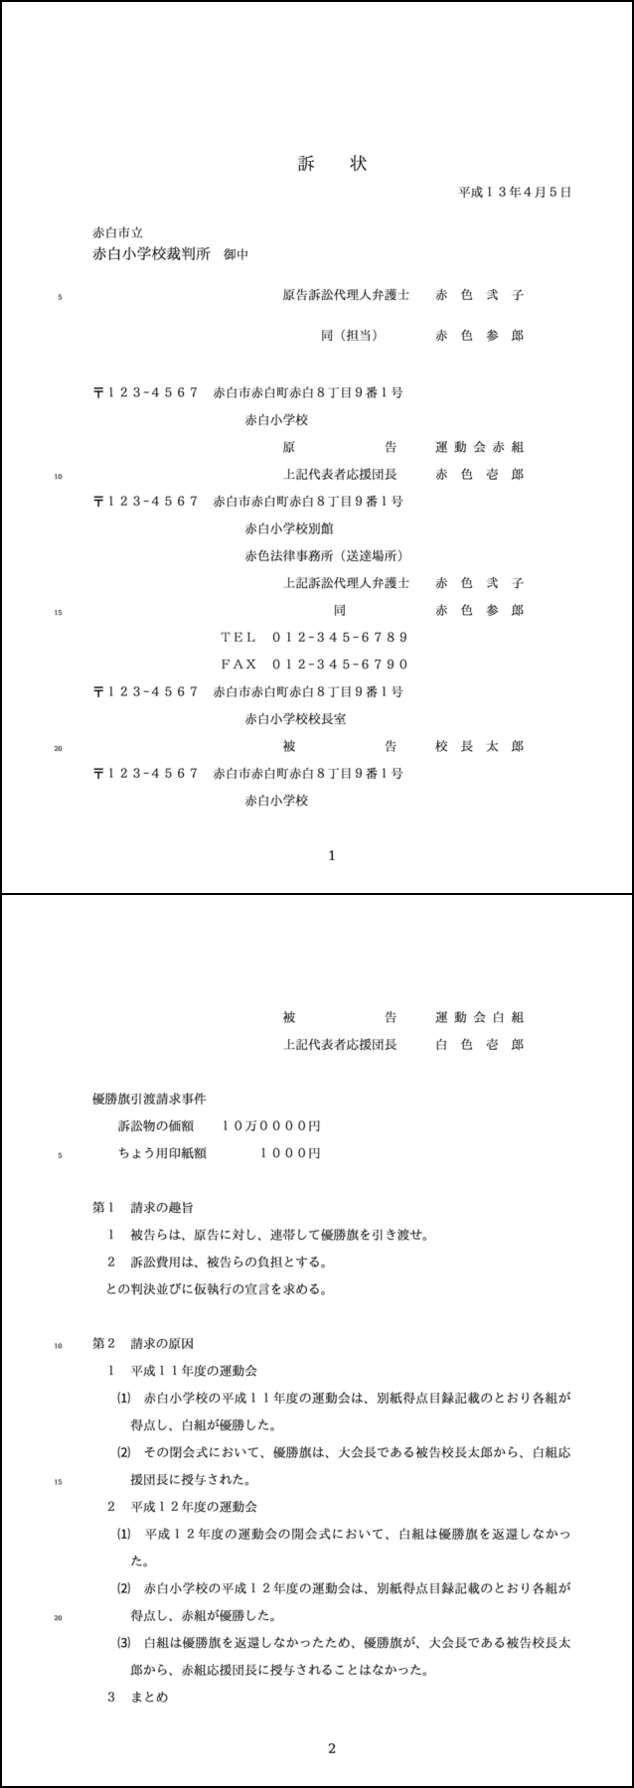 訴　状
平成１３年４月５日
赤白市立
赤白小学校裁判所　御中
5　原告訴訟代理人弁護士　赤　色　弐　子
同（担当）　赤　色　参　郎
〒１２３-４５６７　赤白市赤白町赤白８丁目９番１号
赤白小学校
原　告　運動会赤組
10　上記代表者応援団長　赤　色　壱　郎
〒１２３-４５６７　赤白市赤白町赤白８丁目９番１号
赤白小学校別館
赤色法律事務所（送達場所）
上記訴訟代理人弁護士　赤　色　弐　子
15　同　赤　色　参　郎
ＴＥＬ　０１２-３４５-６７８９
ＦＡＸ　０１２-３４５-６７９０
〒１２３-４５６７　赤白市赤白町赤白８丁目９番１号
赤白小学校校長室
20　被　告　校　長　太　郎
〒１２３-４５６７　赤白市赤白町赤白８丁目９番１号
赤白小学校
1
被　告　運動会白組
上記代表者応援団長　白　色　壱　郎
優勝旗引渡請求事件
訴訟物の価額　１０万００００円
5　ちょう用印紙額　１０００円
第１　請求の趣旨
１　被告らは、原告に対し、連帯して優勝旗を引き渡せ。
２　訴訟費用は、被告らの負担とする。
との判決並びに仮執行の宣言を求める。
10　第２　請求の原因
１　平成１１年度の運動会
⑴　赤白小学校の平成１１年度の運動会は、別紙得点目録記載のとおり各組が
得点し、白組が優勝した。
⑵　その閉会式において、優勝旗は、大会長である被告校長太郎から、白組応
15　援団長に授与された。
２　平成１２年度の運動会
⑴　平成１２年度の運動会の開会式において、白組は優勝旗を返還しなかっ
た。
⑵　赤白小学校の平成１２年度の運動会は、別紙得点目録記載のとおり各組が
20　得点し、赤組が優勝した。
⑶　白組は優勝旗を返還しなかったため、優勝旗が、大会長である被告校長太
郎から、赤組応援団長に授与されることはなかった。
３　まとめ
2